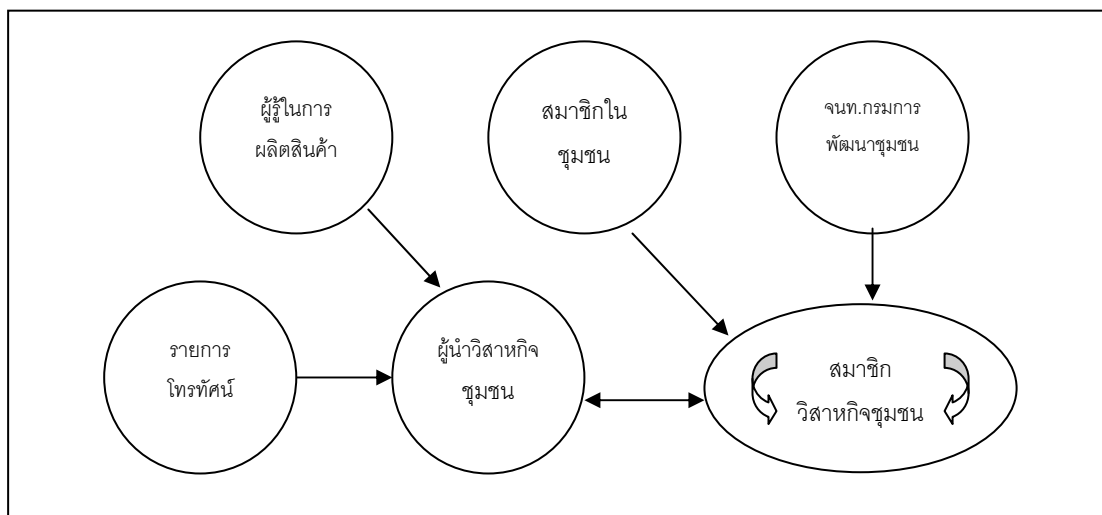 ผู้รู้ในการ
ผลิตสินค้า
สมาชิกใน
ชุมชน
จนท.กรมการ
พัฒนาชุมชน
รายการ
โทรทัศน์
ผู้นำวิสาหกิจ
ชุมชน
สมาชิก
วิสาหกิจชุมชน